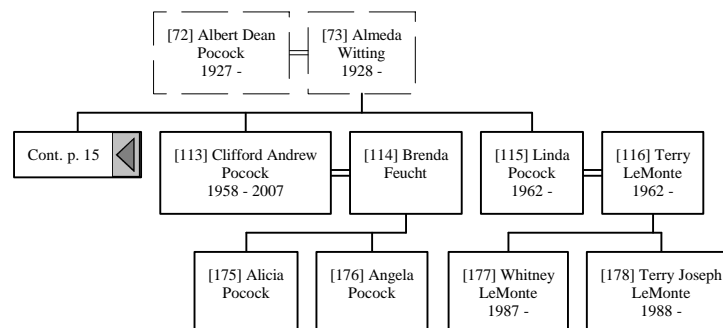 [72] Albert Dean
Pocock
1927 -
[73] Almeda
Witting
1928 -
Cont. p. 15
[113] Clifford Andrew
Pocock
1958 - 2007
[114] Brenda
Feucht
[115] Linda
Pocock
1962 -
[116] Terry
LeMonte
1962 -
[175] Alicia
Pocock
[176] Angela
Pocock
[177] Whitney
LeMonte
1987 -
[178] Terry Joseph
LeMonte
1988 -